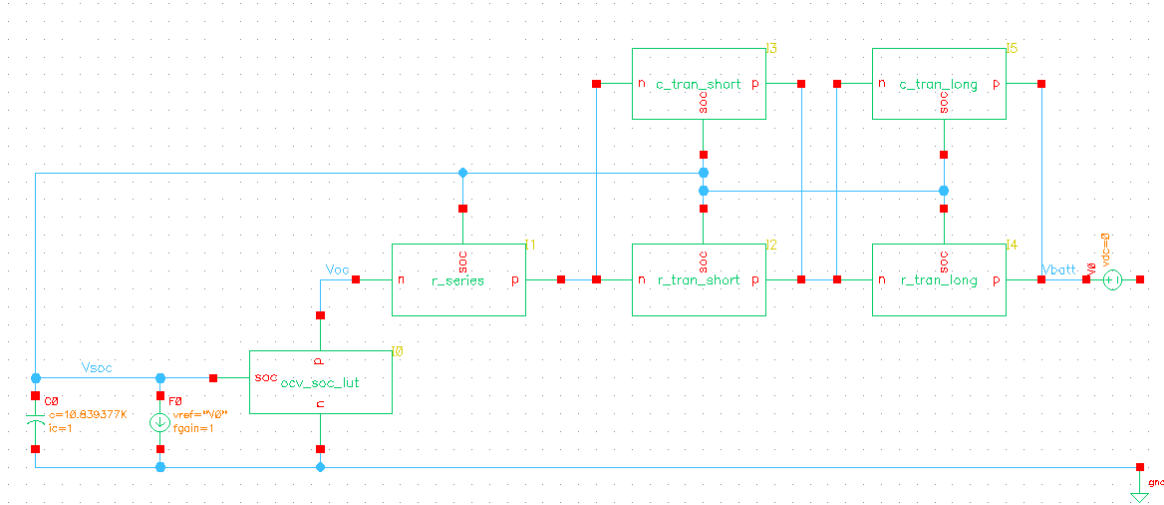 I3
I5
n c_tran_short p
soc
n c_tran_long p
soc
I1
I2
I4
soc
n r_series p
soc
n r_tran_short p
soc
n r_tran_long p
Voc
Vbatt
V0
vdc=0
Vsoc
I0
p
soc ocv_soc_lut
n
C0
c=10.839377K
ic=1
F0
vref="V0"
fgain=1
gnd